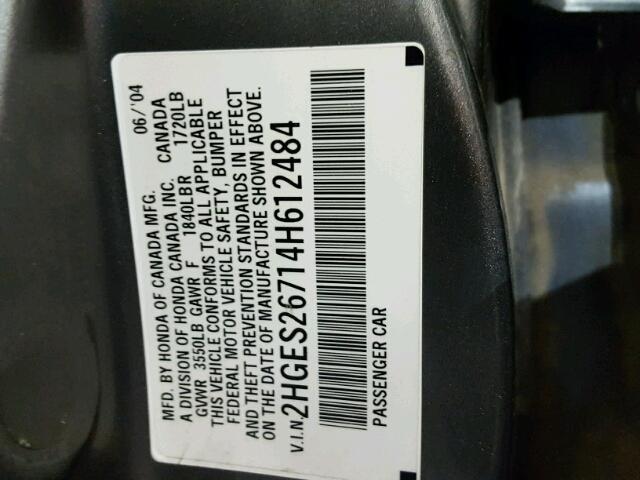 MFD. BY HONDA OF CANADA MFG. 06/'04
A DIVISION OF HONDA CANADA INC. CANADA
GVWR 3550LB GAWR F 1840LBR 1720LB
THIS VEHICLE CONFORMS TO ALL APPLICABLE
FEDERAL MOTOR VEHICLE SAFETY, BUMPER
AND THEFT PREVENTION STANDARDS IN EFFECT
ON THE DATE OF MANUFACTURE SHOWN ABOVE.
V.I.N. 2HGES26714H612484
PASSENGER CAR